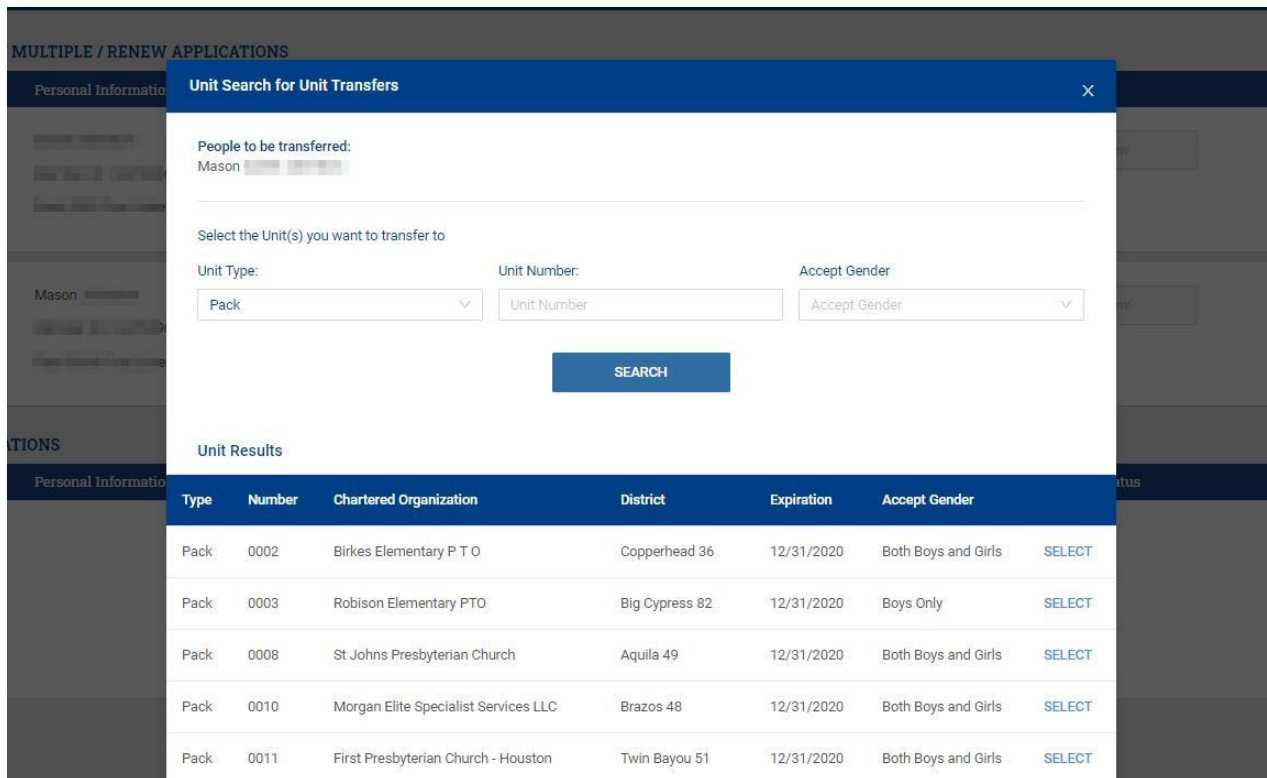 MULTIPLE / RENEW APPLICATIONS
Personal Informatio
Unit Search for Unit Transfers X
People to be transferred:
Mason
Select the Unit(s) you want to transfer to
Unit Type: Unit Number: Accept Gender
Pack Unit Number Accept Gender
SEARCH
Mason
ATIONS
Unit Results
Personal Informatio
tus
Type Number Chartered Organization District Expiration Accept Gender
Pack 0002 Birkes Elementary P T O Copperhead 36 12/31/2020 Both Boys and Girls SELECT
Pack 0003 Robison Elementary PTO Big Cypress 82 12/31/2020 Boys Only SELECT
Pack 0008 St Johns Presbyterian Church Aquila 49 12/31/2020 Both Boys and Girls SELECT
Pack 0010 Morgan Elite Specialist Services LLC Brazos 48 12/31/2020 Both Boys and Girls SELECT
Pack 0011 First Presbyterian Church - Houston Twin Bayou 51 12/31/2020 Both Boys and Girls SELECT